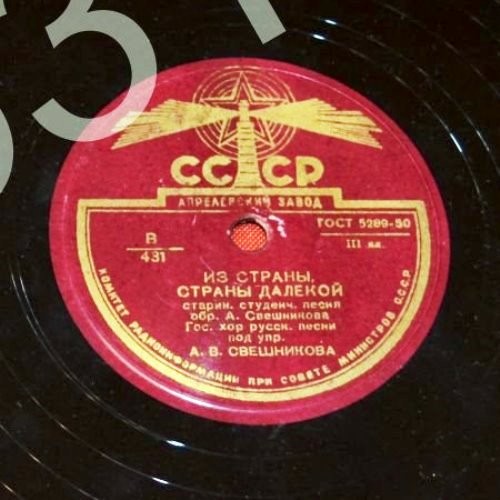 СССР
АПРЕЛЕВСКИЙ ЗАВОД
ГОСТ 5289-50
В
431
III кл.
ИЗ СТРАНЫ,
СТРАНЫ ДАЛЕКОЙ
старин. студенч. песня
обр. А. Свешникова
Гос. хор русск. песни
под упр.
А. В. СВЕШНИКОВА
КОМИТЕТ РАДИОИНФОРМАЦИИ ПРИ СОВЕТЕ МИНИСТРОВ СССР